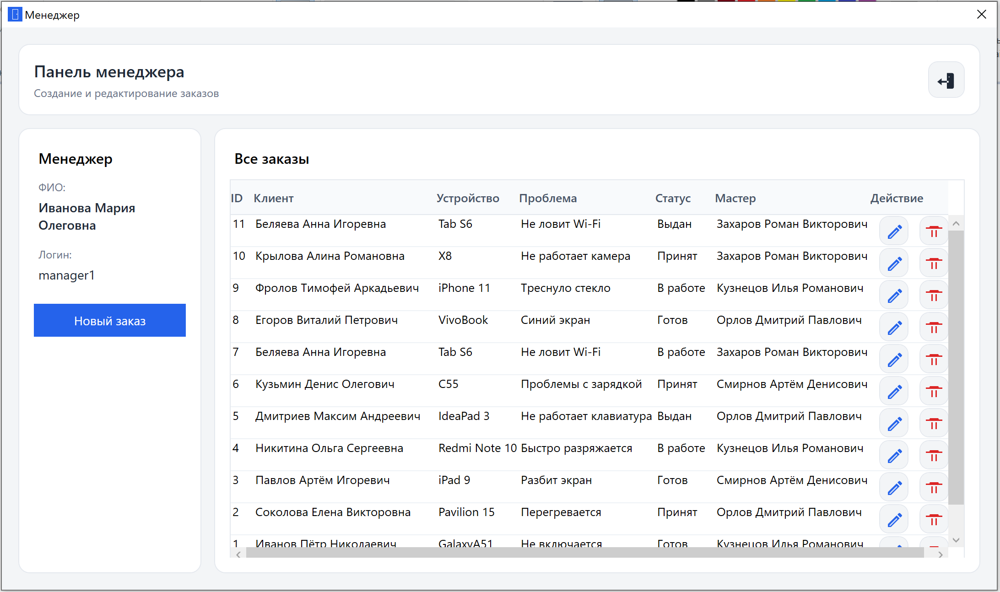 Менеджер
Панель менеджера
Создание и редактирование заказов
Менеджер
ФИО:
Иванова Мария
Олеговна
Логин:
manager1
Новый заказ
Все заказы
ID Клиент Устройство Проблема Статус Мастер Действие
11 Беляева Анна Игоревна Tab S6 Не ловит Wi-Fi Выдан Захаров Роман Викторович
10 Крылова Алина Романовна X8 Не работает камера Принят Захаров Роман Викторович
9 Фролов Тимофей Аркадьевич iPhone 11 Треснуло стекло В работе Кузнецов Илья Романович
8 Егоров Виталий Петрович VivoBook Синий экран Готов Орлов Дмитрий Павлович
7 Беляева Анна Игоревна Tab S6 Не ловит Wi-Fi В работе Захаров Роман Викторович
6 Кузьмин Денис Олегович C55 Проблемы с зарядкой Принят Смирнов Артём Денисович
5 Дмитриев Максим Андреевич IdeaPad 3 Не работает клавиатура Выдан Орлов Дмитрий Павлович
4 Никитина Ольга Сергеевна Redmi Note 10 Быстро разряжается В работе Кузнецов Илья Романович
3 Павлов Артём Игоревич iPad 9 Разбит экран Готов Смирнов Артём Денисович
2 Соколова Елена Викторовна Pavilion 15 Перегревается Принят Орлов Дмитрий Павлович
1 Иванов Пётр Николаевич GalaxyA51 Не включается Готов Кузнецов Илья Романович